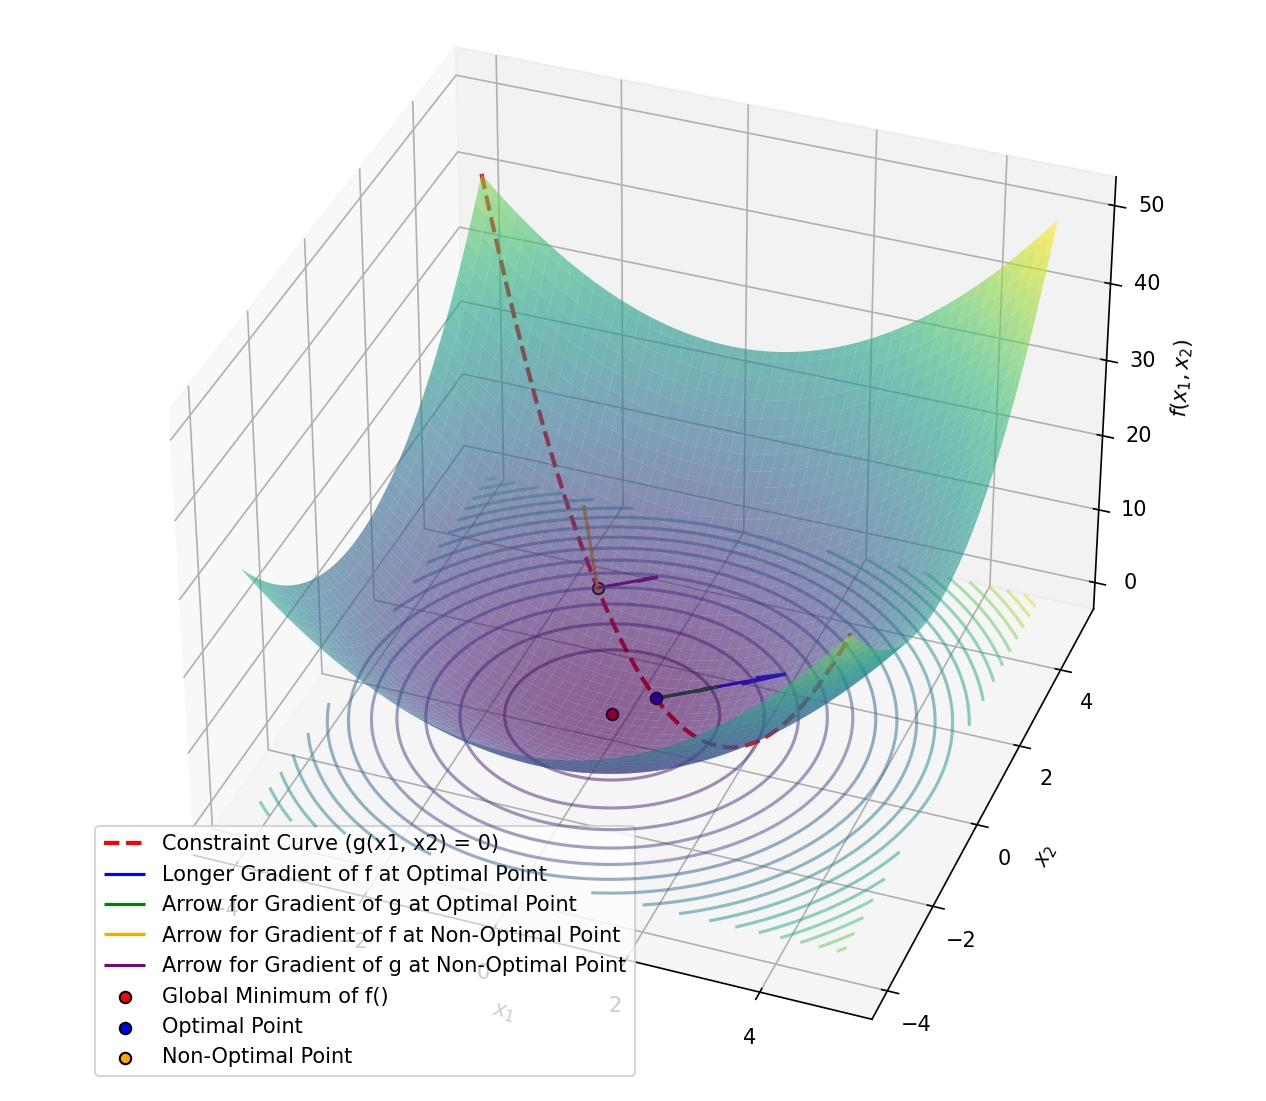 50
40
30
20
10
0
f(x₁, x₂)
4
2
0
−2
−4
x₂
−4
−2
0
2
4
x₁
Constraint Curve (g(x1, x2) = 0)
Longer Gradient of f at Optimal Point
Arrow for Gradient of g at Optimal Point
Arrow for Gradient of f at Non-Optimal Point
Arrow for Gradient of g at Non-Optimal Point
Global Minimum of f()
Optimal Point
Non-Optimal Point